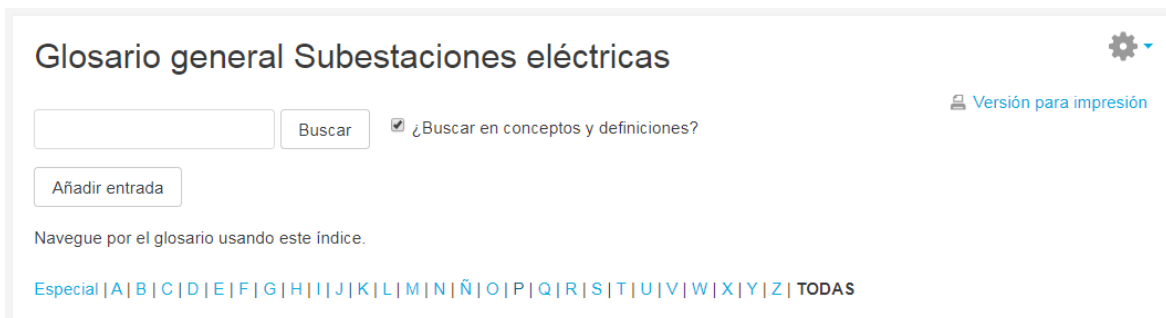 Glosario general Subestaciones eléctricas
Versión para impresión
Buscar
¿Buscar en conceptos y definiciones?
Añadir entrada
Navegue por el glosario usando este índice.
Especial | A | B | C | D | E | F | G | H | I | J | K | L | M | N | Ñ | O | P | Q | R | S | T | U | V | W | X | Y | Z | TODAS